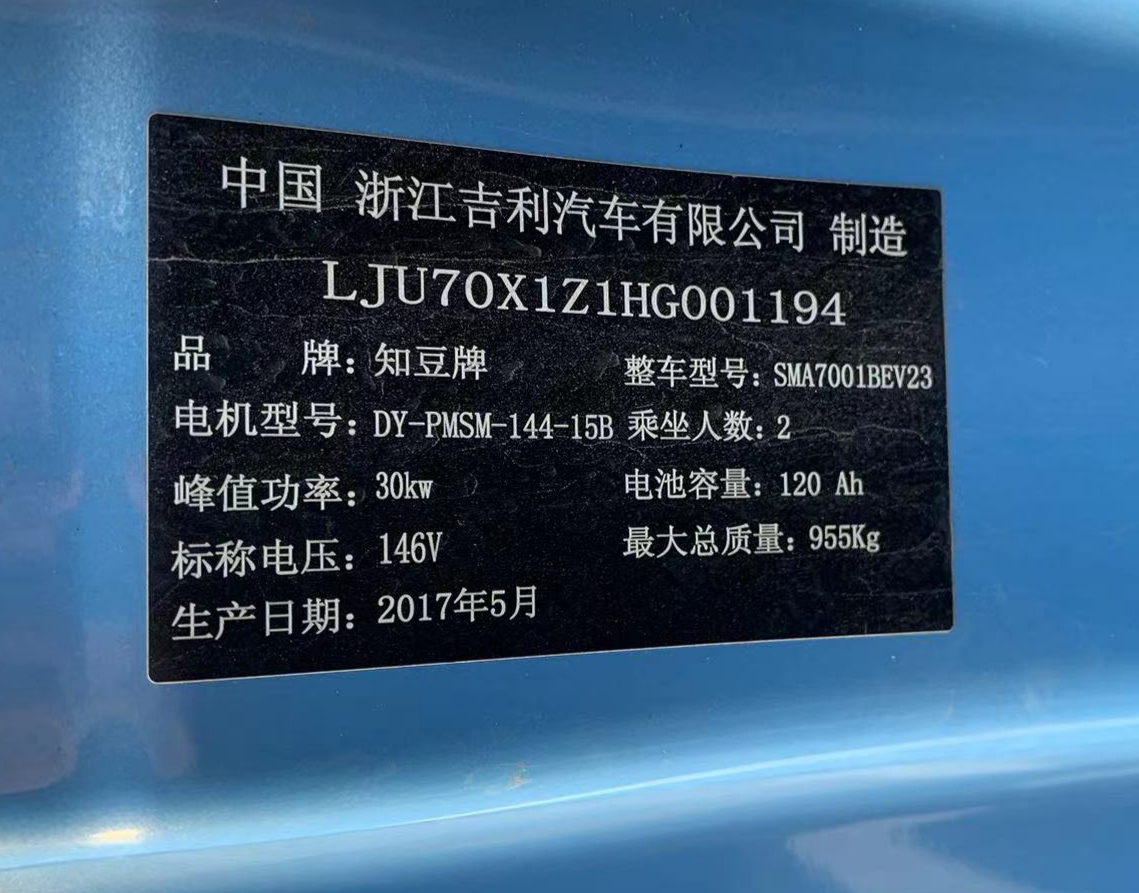 中国 浙江吉利汽车有限公司 制造
LJU70X1Z1HG001194
品 牌：知豆牌 整车型号：SMA7001BEV23
电机型号：DY-PMSM-144-15B 乘坐人数：2
峰值功率：30kw 电池容量：120 Ah
标称电压：146V 最大总质量：955Kg
生产日期：2017年5月